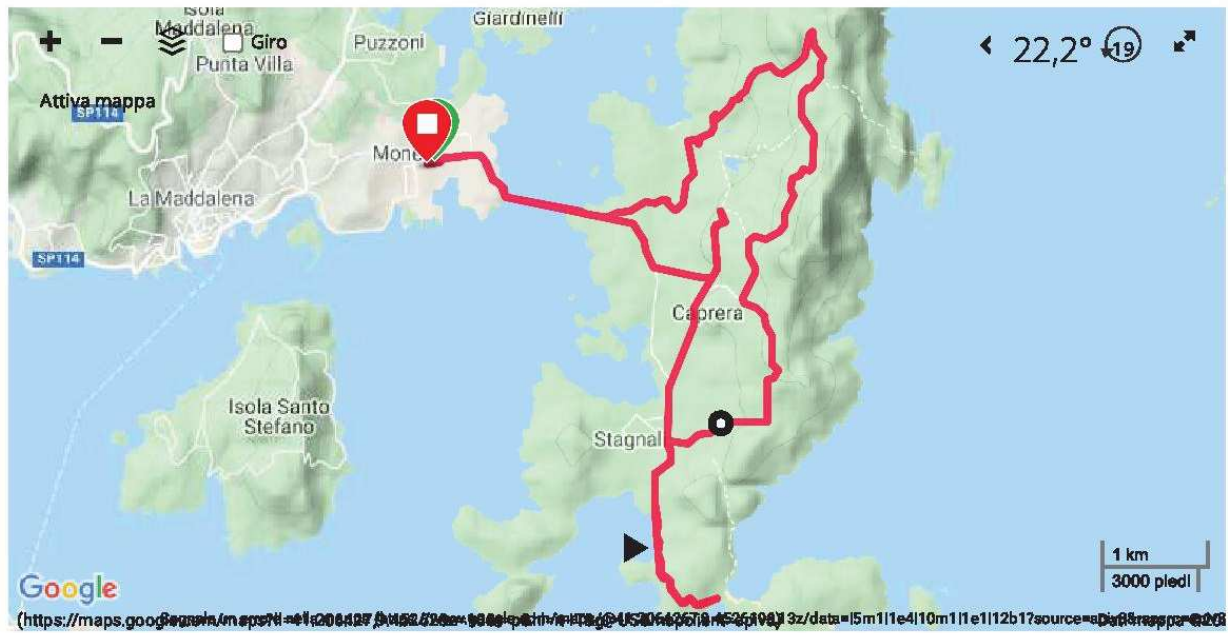 Isola
Maddalena
Giardinelli
+ − Giro
Puzzoni
22,2° 19
Punta Villa
Attiva mappa
SP114
La Maddalena
SP114
Caprera
Isola Santo
Stefano
Stagnali
1 km
3000 piedi
Google